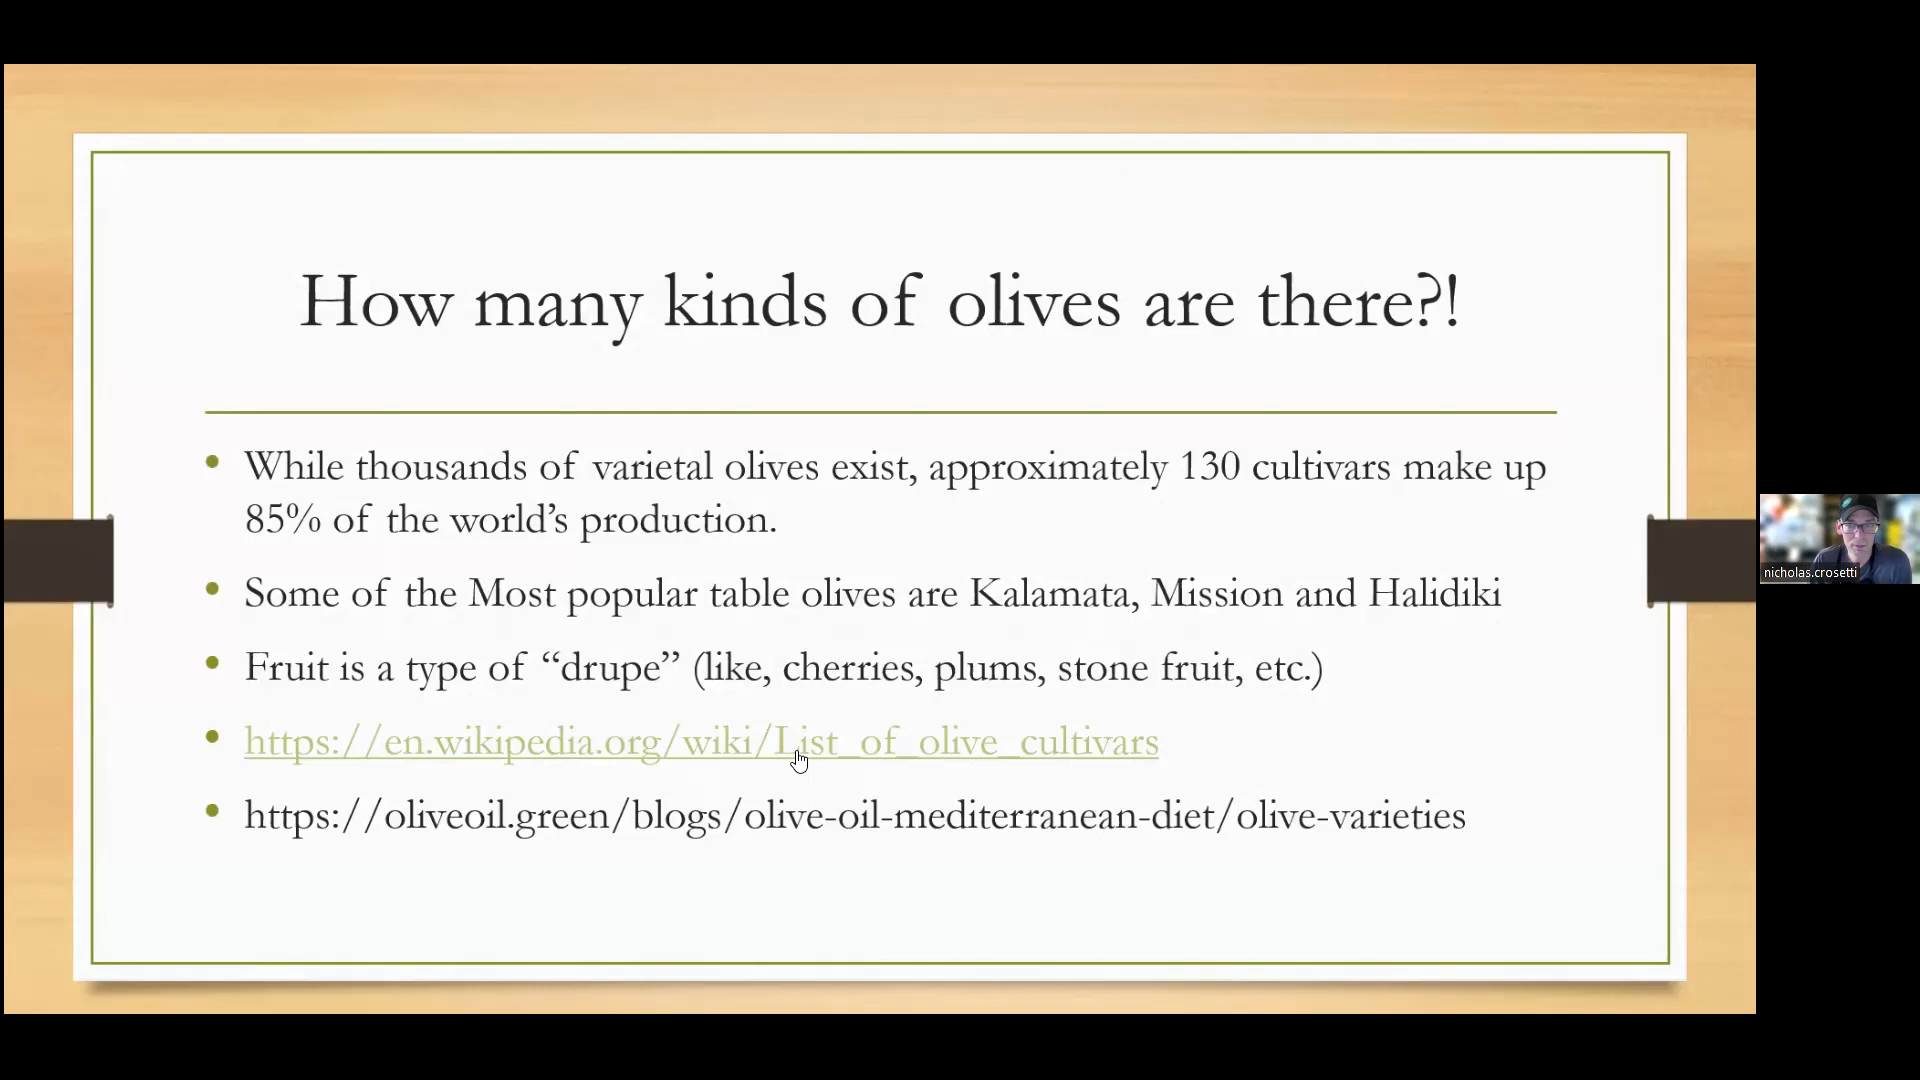 How many kinds of olives are there?!
While thousands of varietal olives exist, approximately 130 cultivars make up
85% of the world’s production.
Some of the Most popular table olives are Kalamata, Mission and Halidiki
Fruit is a type of “drupe” (like, cherries, plums, stone fruit, etc.)
https://en.wikipedia.org/wiki/List_of_olive_cultivars
https://oliveoil.green/blogs/olive-oil-mediterranean-diet/olive-varieties
nicholas.crosetti